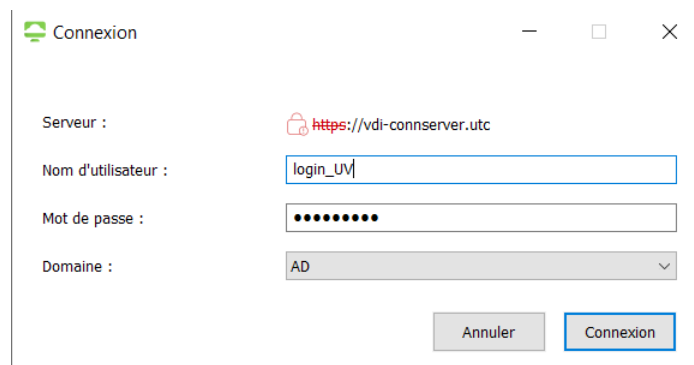 Connexion
Serveur : https://vdi-connserver.utc
Nom d'utilisateur : login_UV
Mot de passe : •••••••••
Domaine : AD
Annuler Connexion